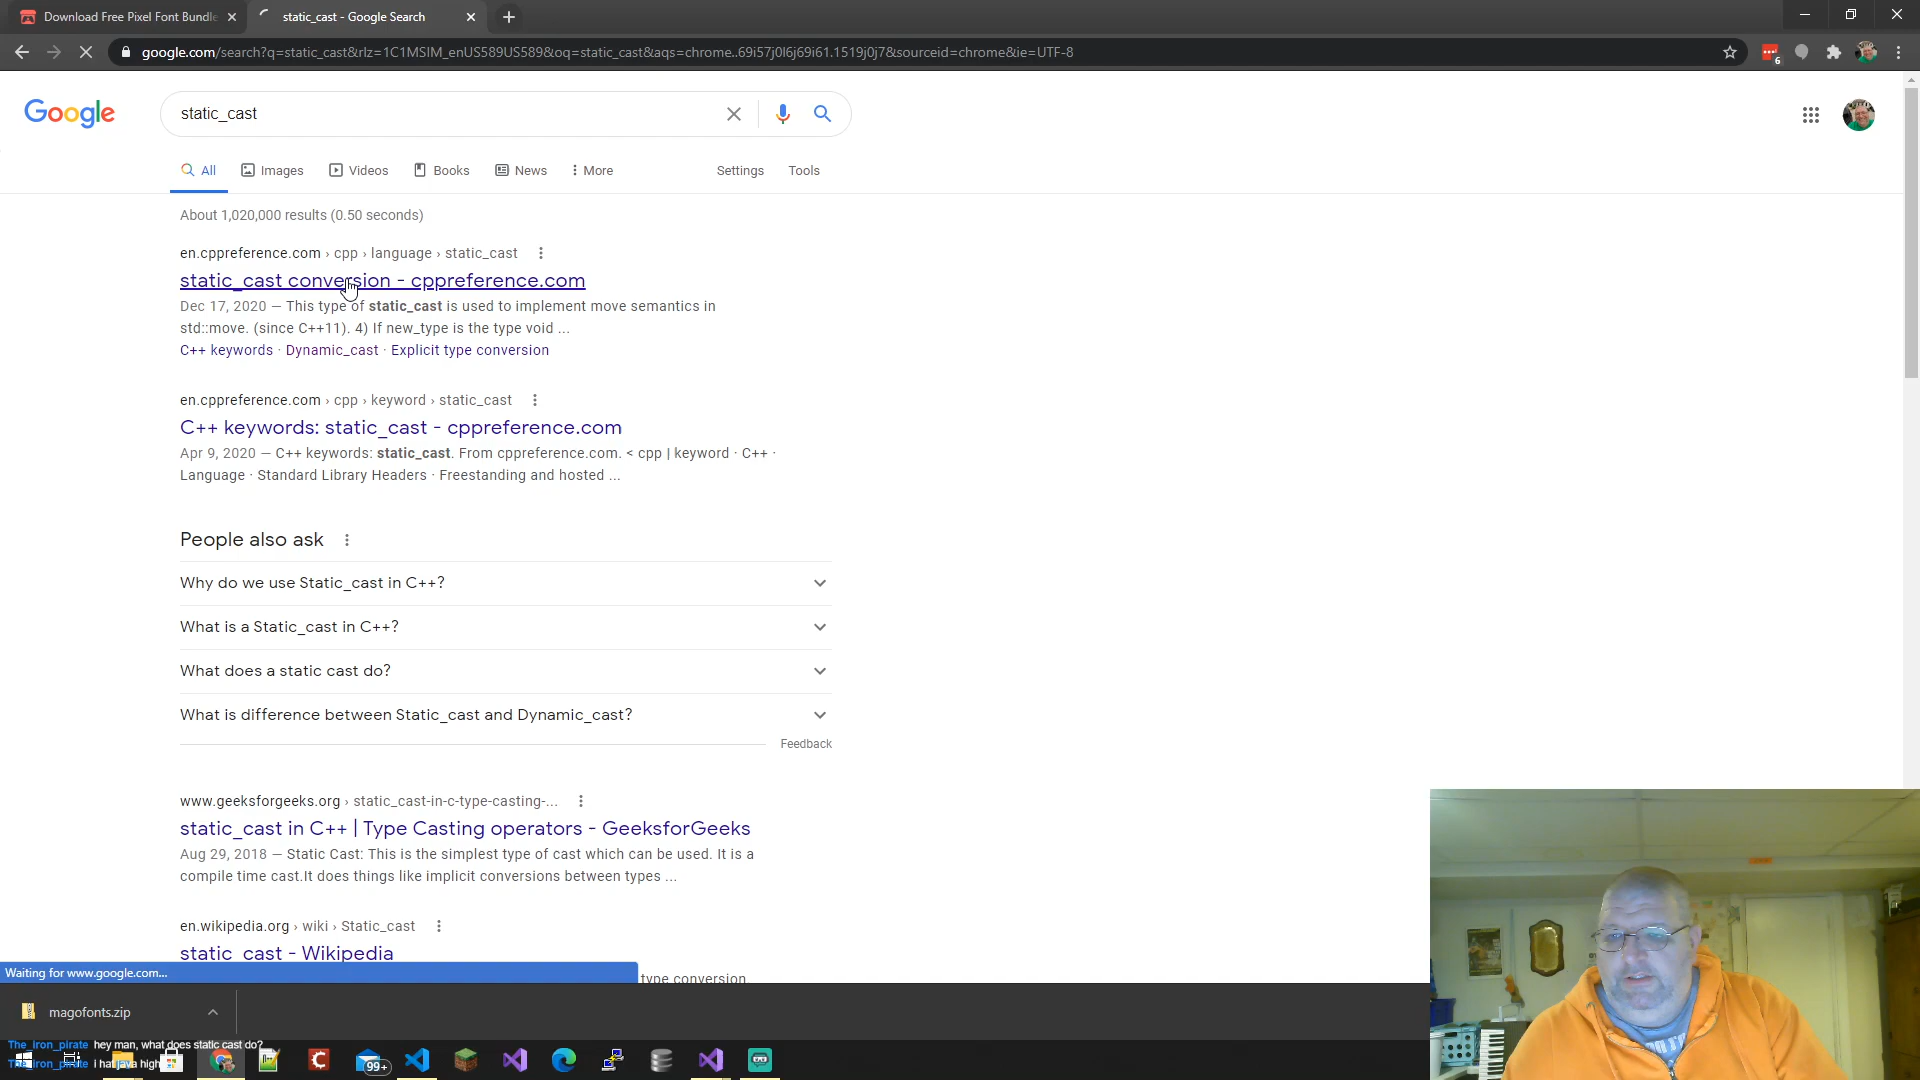 Download Free Pixel Font Bundle
static_cast - Google Search
google.com/search?q=static_cast&rlz=1C1MSIM_enUS589US589&oq=static_cast&aqs=chrome..69i57j0l6j69i61.1519j0j7&sourceid=chrome&ie=UTF-8
6
Google
static_cast
All Images Videos Books News More Settings Tools
About 1,020,000 results (0.50 seconds)
en.cppreference.com › cpp › language › static_cast
static_cast conversion - cppreference.com
Dec 17, 2020 — This type of static_cast is used to implement move semantics in
std::move. (since C++11). 4) If new_type is the type void ...
C++ keywords · Dynamic_cast · Explicit type conversion
en.cppreference.com › cpp › keyword › static_cast
C++ keywords: static_cast - cppreference.com
Apr 9, 2020 — C++ keywords: static_cast. From cppreference.com. < cpp | keyword · C++ ·
Language · Standard Library Headers · Freestanding and hosted ...
People also ask
Why do we use Static_cast in C++?
What is a Static_cast in C++?
What does a static cast do?
What is difference between Static_cast and Dynamic_cast?
Feedback
www.geeksforgeeks.org › static_cast-in-c-type-casting-...
static_cast in C++ | Type Casting operators - GeeksforGeeks
Aug 29, 2018 — Static Cast: This is the simplest type of cast which can be used. It is a
compile time cast.It does things like implicit conversions between types ...
en.wikipedia.org › wiki › Static_cast
static_cast - Wikipedia
type conversion.
Waiting for www.google.com...
magofonts.zip
The_Iron_pirate hey man, what does static cast do?
The_Iron_pirate i hat java high
99+